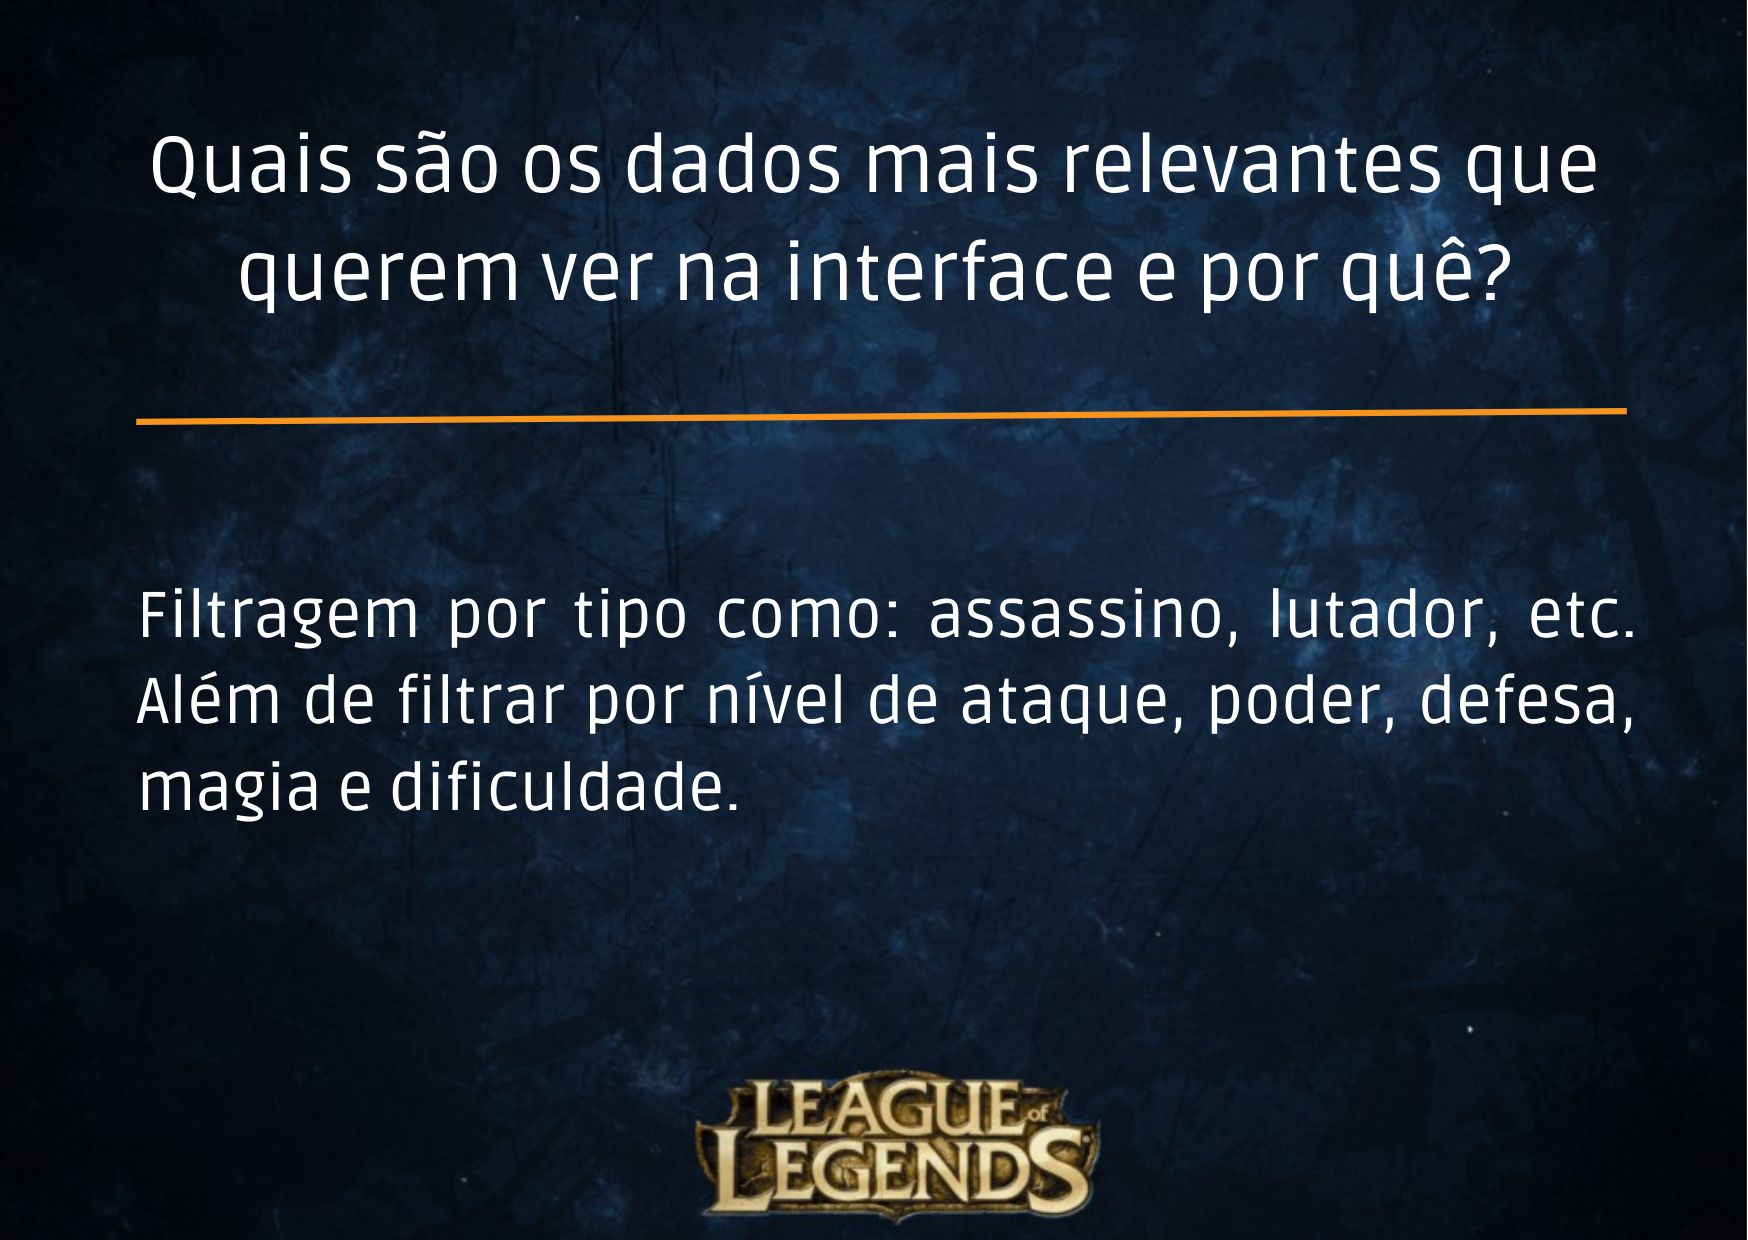 Quais são os dados mais relevantes que
querem ver na interface e por quê?
Filtragem por tipo como: assassino, lutador, etc.
Além de filtrar por nível de ataque, poder, defesa,
magia e dificuldade.
LEAGUE of
LEGENDS